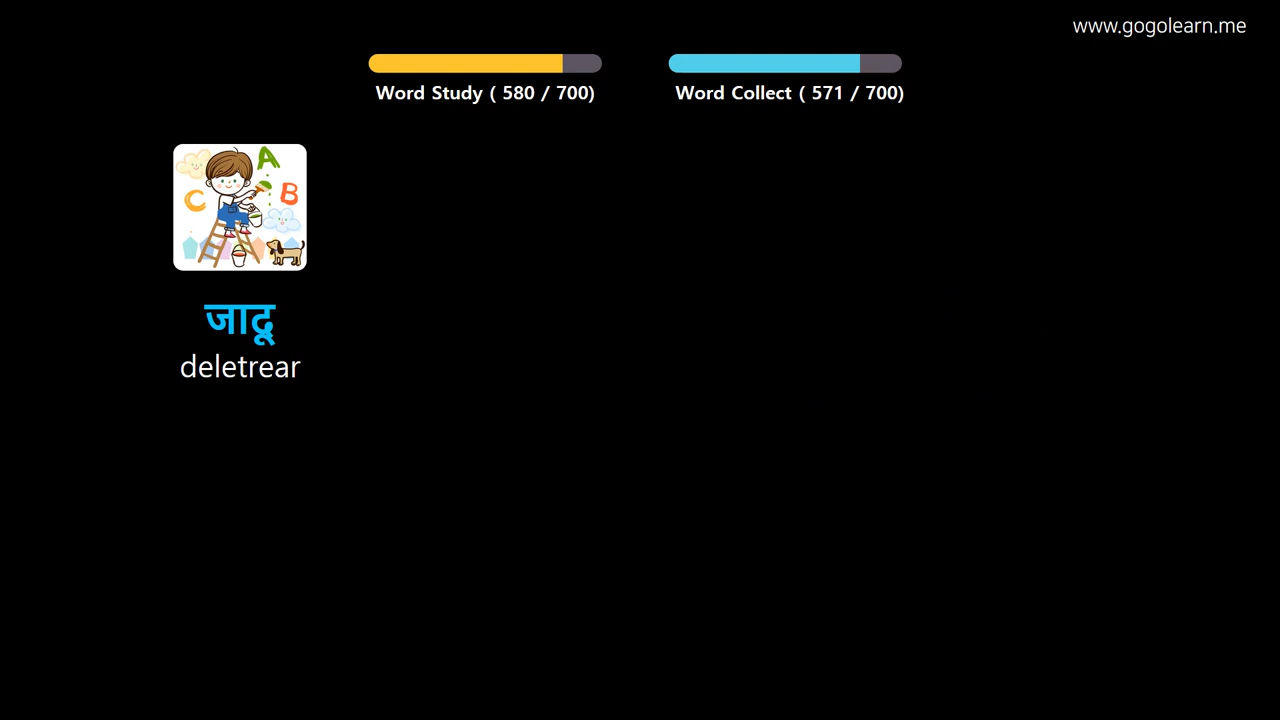 www.gogolearn.me
Word Study ( 580 / 700)
Word Collect ( 571 / 700)
A
B
C
जादू
deletrear